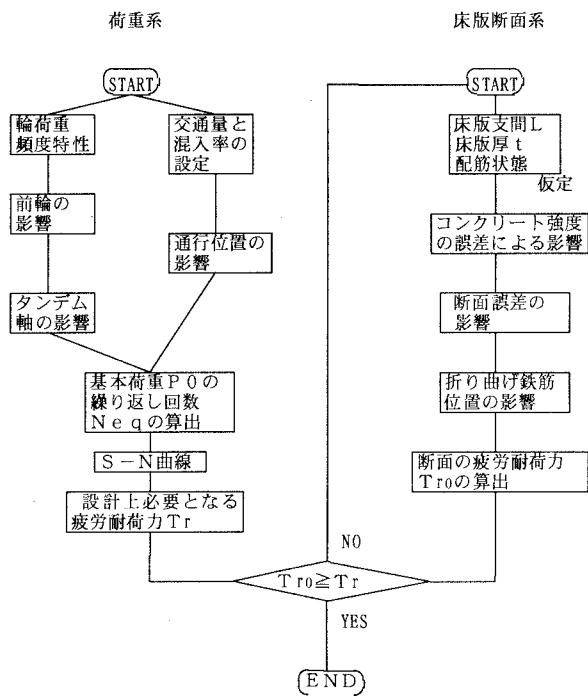 荷重系
START
輪荷重
頻度特性
交通量と
混入率の
設定
前輪の
影響
通行位置の
影響
タンデム
軸の影響
基本荷重P0の
繰り返し回数
Neqの算出
S-N曲線
設計上必要となる
疲労耐荷力Tr
床版断面系
START
床版支間L
床版厚t
配筋状態
仮定
コンクリート強度
の誤差による影響
断面誤差の
影響
折り曲げ鉄筋
位置の影響
断面の疲労耐荷力
Tr0の算出
NO
Tr0≧Tr
YES
END